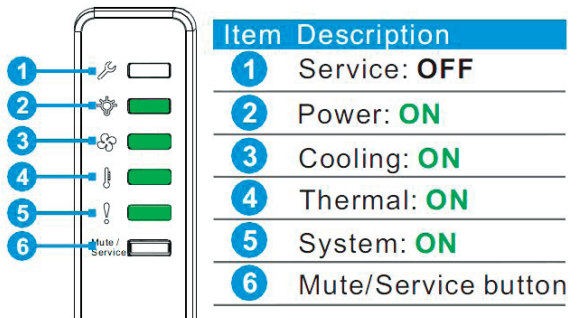 1
2
3
4
5
6
Mute /
Service
Item Description
1 Service: OFF
2 Power: ON
3 Cooling: ON
4 Thermal: ON
5 System: ON
6 Mute/Service button